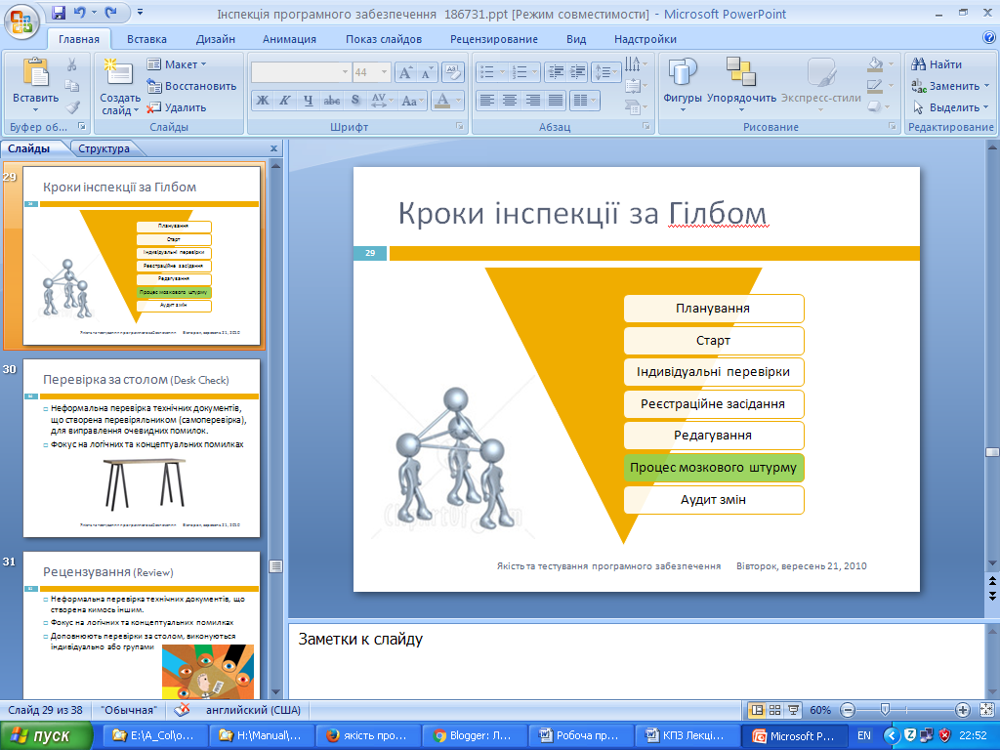 Інспекція програмного забезпечення 186731.ppt [Режим совместимости] - Microsoft PowerPoint
Главная Вставка Дизайн Анимация Показ слайдов Рецензирование Вид Надстройки
Вставить
Буфер об...
Создать слайд
Макет
Восстановить
Удалить
Слайды
44
Ж К Ч abc S AV Aa А
Шрифт
Абзац
Фигуры Упорядочить Экспресс-стили
Рисование
Найти
Заменить
Выделить
Редактирование
Слайды Структура x
29
Кроки інспекції за Гілбом
Планування
Старт
Індивідуальні перевірки
Реєстраційне засідання
Редагування
Процес мозкового штурму
Аудит змін
Якість та тестування програмного забезпечення Вівторок, вересень 21, 2010
30
Перевірка за столом (Desk Check)
Неформальна перевірка технічних документів,
що створена перевіряльником (самоперевірка),
для виправлення очевидних помилок.
Фокус на логічних та концептуальних помилках
Якість та тестування програмного забезпечення Вівторок, вересень 21, 2010
31
Рецензування (Review)
Неформальна перевірка технічних документів, що
створена кимось іншим.
Фокус на логічних та концептуальних помилках
Доповнюють перевірки за столом, виконуються
індивідуально або групами
Кроки інспекції за Гілбом
29
Планування
Старт
Індивідуальні перевірки
Реєстраційне засідання
Редагування
Процес мозкового штурму
Аудит змін
Якість та тестування програмного забезпечення Вівторок, вересень 21, 2010
Заметки к слайду
Слайд 29 из 38 "Обычная" английский (США) 60%
пуск E:\A_Col\o... H:\Manual\... якість про... Blogger: Л... Робоча пр... КПЗ Лекці... Microsoft P... EN 22:52